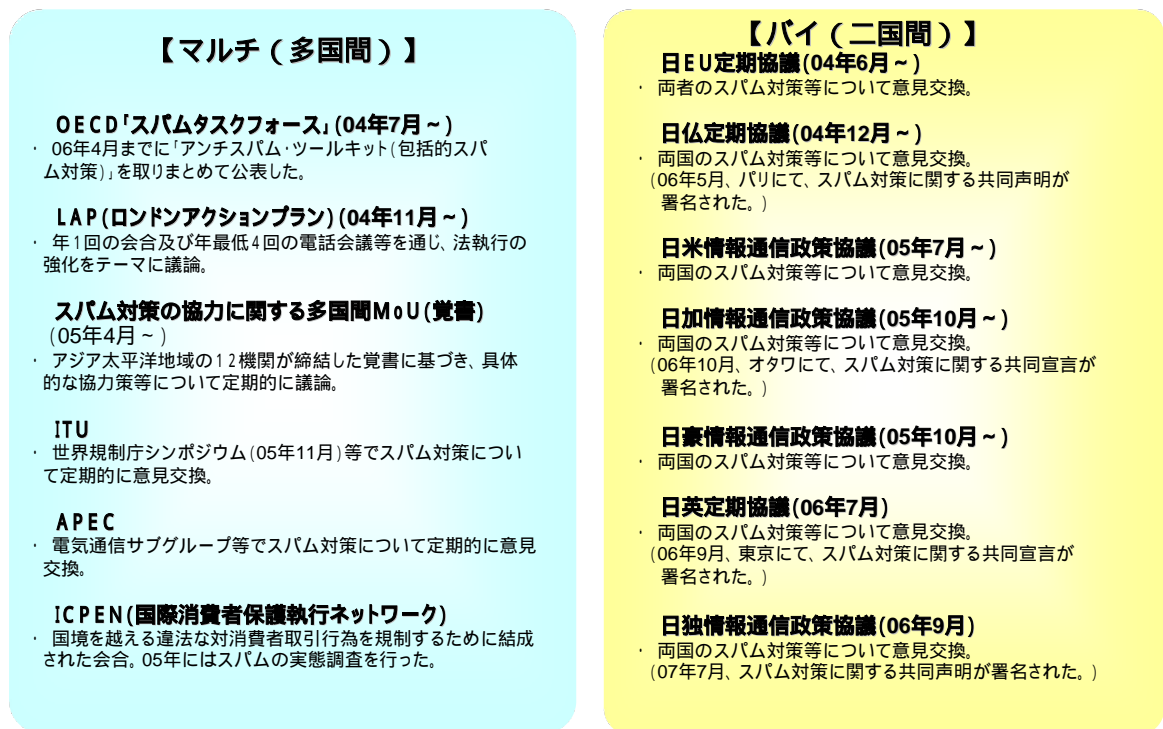 【マルチ（多国間）】
ＯＥＣＤ「スパムタスクフォース」(04年7月～)
・ 06年4月までに「アンチスパム・ツールキット(包括的スパ
ム対策)」を取りまとめて公表した。
ＬＡＰ(ロンドンアクションプラン)(04年11月～)
・ 年1回の会合及び年最低4回の電話会議等を通じ、法執行の
強化をテーマに議論。
スパム対策の協力に関する多国間ＭｏＵ(覚書)
(05年4月～)
・ アジア太平洋地域の12機関が締結した覚書に基づき、具体
的な協力策等について定期的に議論。
ＩＴＵ
・ 世界規制庁シンポジウム(05年11月)等でスパム対策につい
て定期的に意見交換。
ＡＰＥＣ
・ 電気通信サブグループ等でスパム対策について定期的に意見
交換。
ＩＣＰＥＮ(国際消費者保護執行ネットワーク)
・ 国境を越える違法な対消費者取引行為を規制するために結成
された会合。05年にはスパムの実態調査を行った。
【バイ（二国間）】
日ＥＵ定期協議(04年6月～)
・ 両者のスパム対策等について意見交換。
日仏定期協議(04年12月～)
・ 両国のスパム対策等について意見交換。
(06年5月、パリにて、スパム対策に関する共同声明が
署名された。)
日米情報通信政策協議(05年7月～)
・ 両国のスパム対策等について意見交換。
日加情報通信政策協議(05年10月～)
・ 両国のスパム対策等について意見交換。
(06年10月、オタワにて、スパム対策に関する共同宣言が
署名された。)
日豪情報通信政策協議(05年10月～)
・ 両国のスパム対策等について意見交換。
日英定期協議(06年7月)
・ 両国のスパム対策等について意見交換。
(06年9月、東京にて、スパム対策に関する共同宣言が
署名された。)
日独情報通信政策協議(06年9月)
・ 両国のスパム対策等について意見交換。
(07年7月、スパム対策に関する共同声明が署名された。)